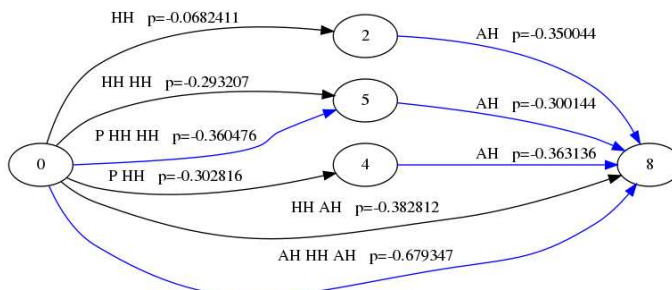 HH p=-0.0682411
2
AH p=-0.350044
HH HH p=-0.293207
5
AH p=-0.300144
P HH HH p=-0.360476
0
P HH p=-0.302816
4
AH p=-0.363136
8
HH AH p=-0.382812
AH HH AH p=-0.679347